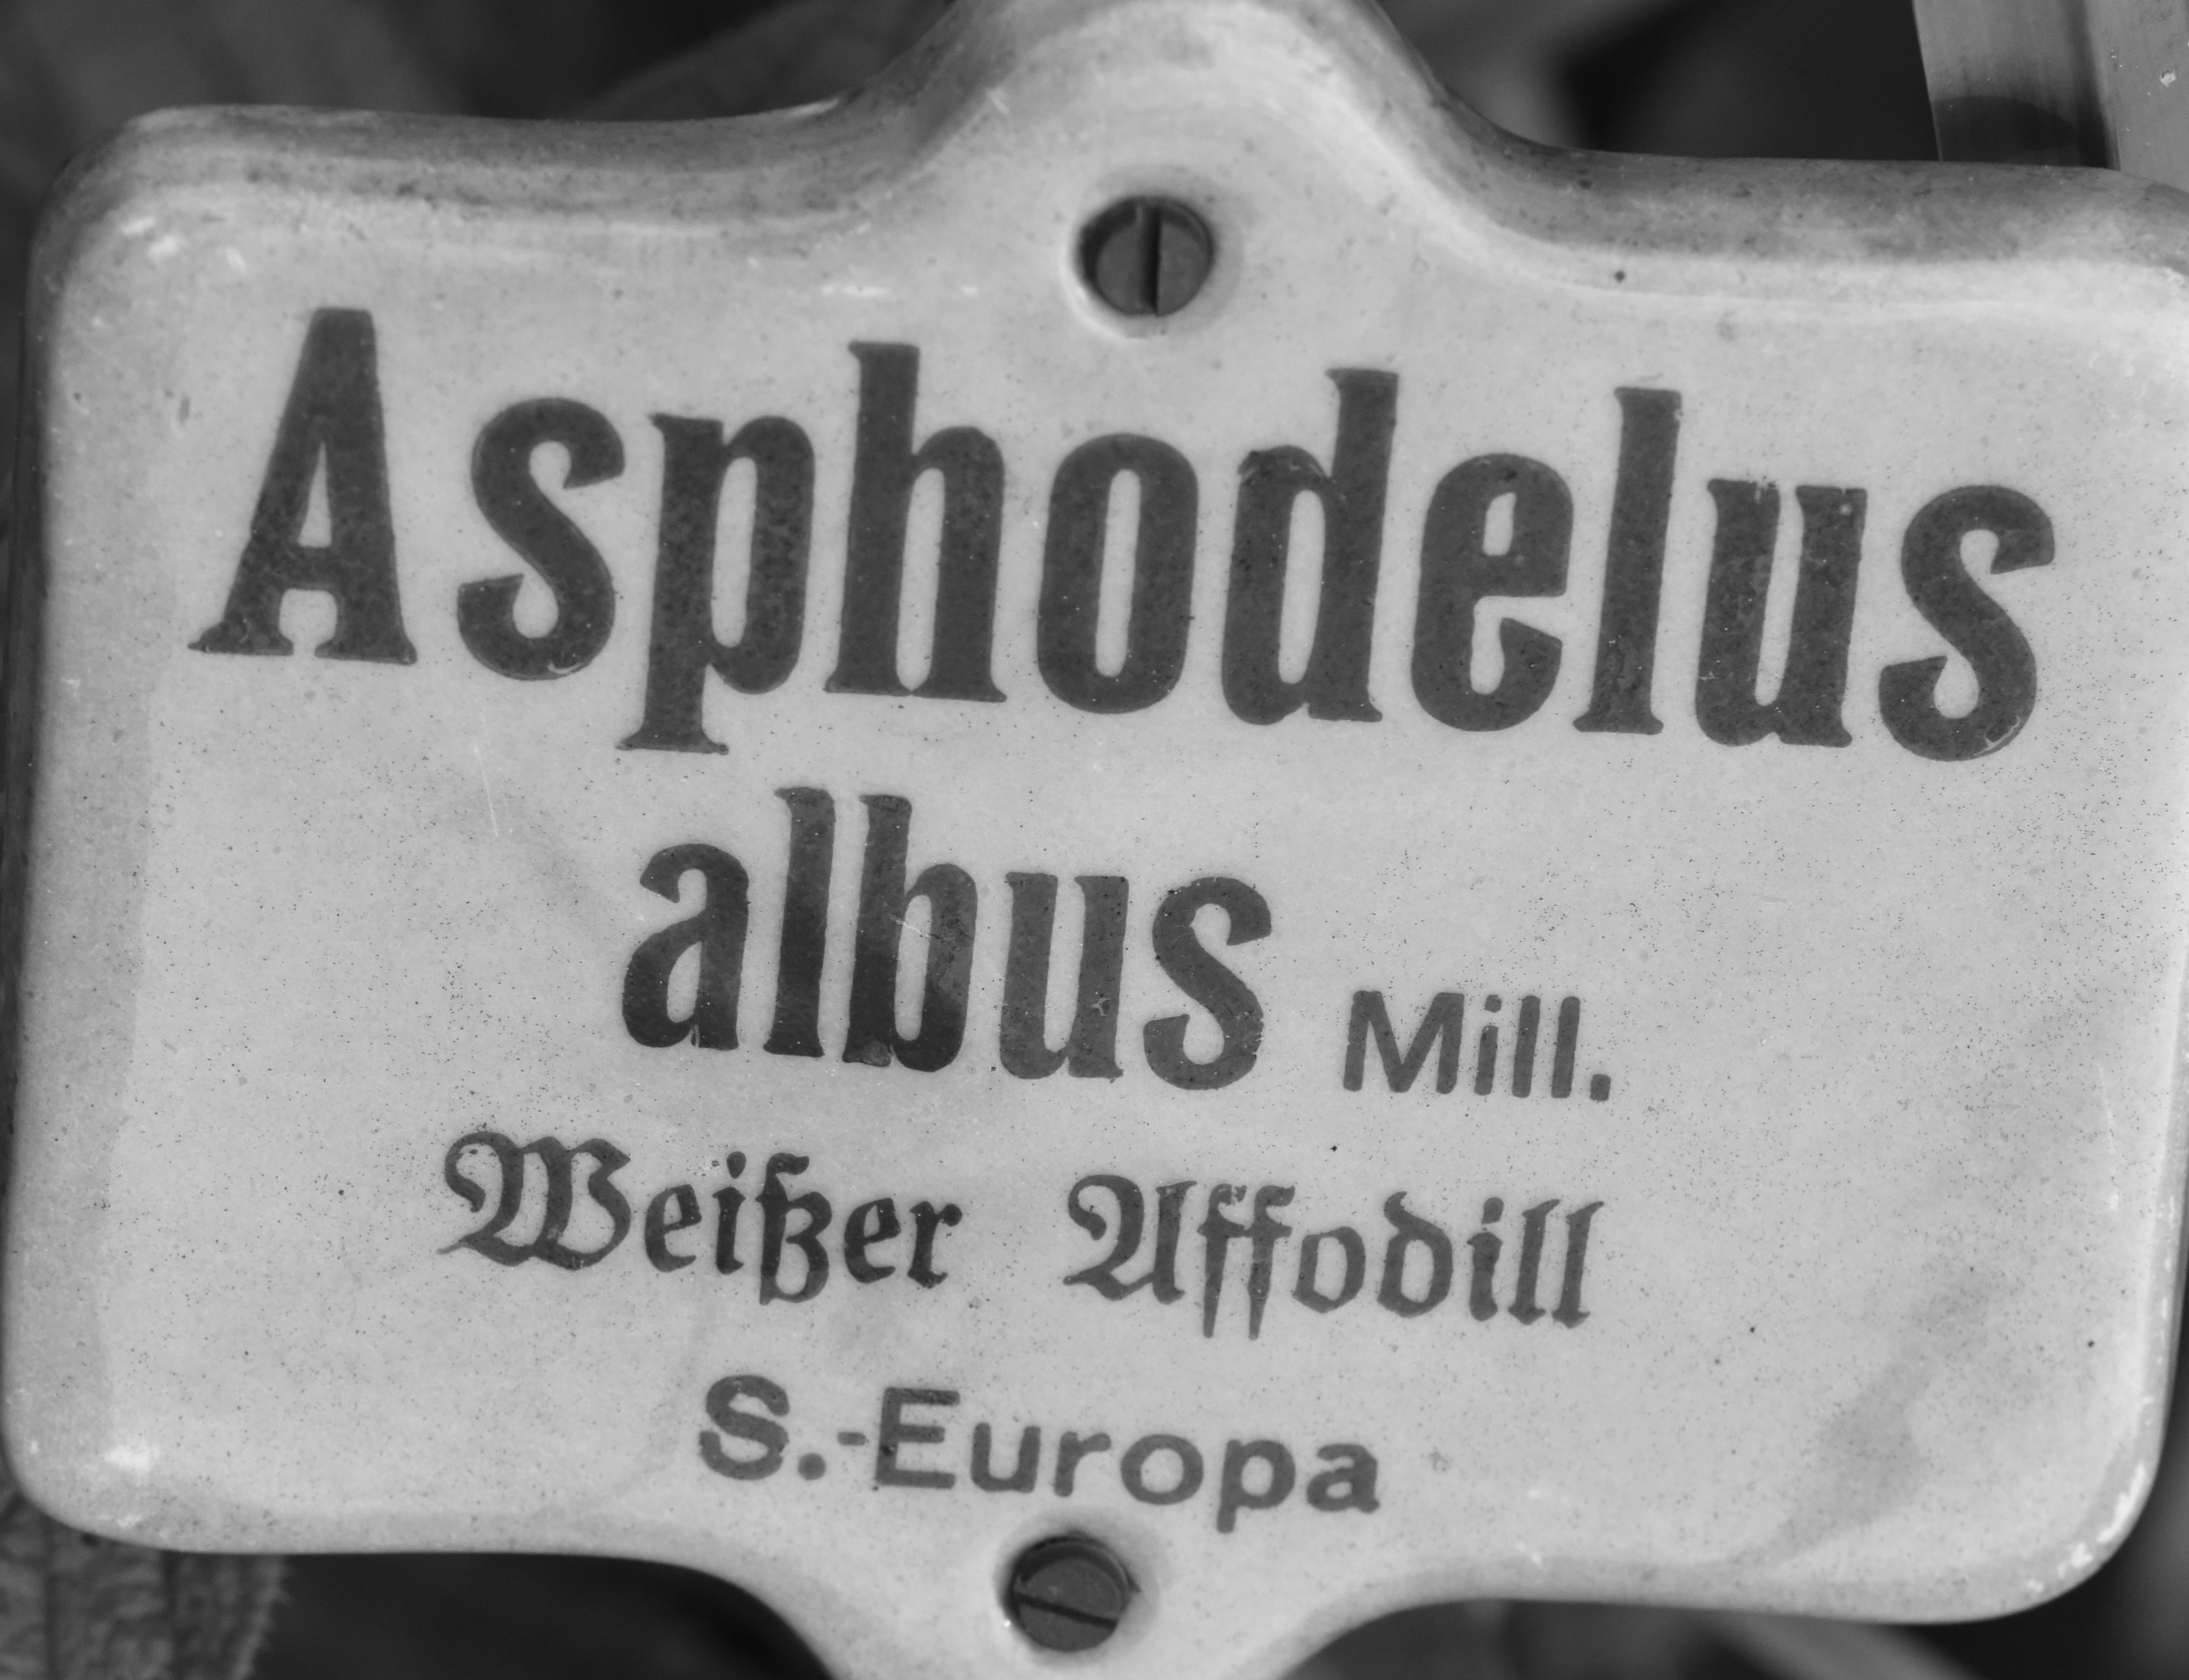 Asphodelus
albus Mill.
Weißer Affodill
S.-Europa